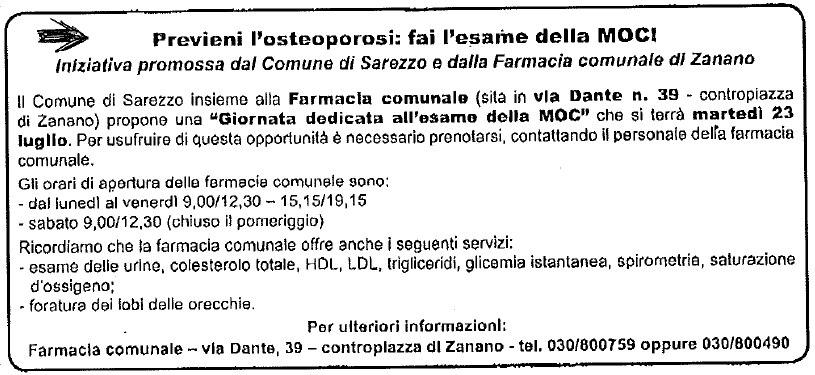 Previeni l'osteoporosi: fai l'esame della MOC!
Iniziativa promossa dal Comune di Sarezzo e dalla Farmacia comunale di Zanano
Il Comune di Sarezzo insieme alla Farmacia comunale (sita in via Dante n. 39 - contropiazza
di Zanano) propone una "Giornata dedicata all'esame della MOC" che si terrà martedì 23
luglio. Per usufruire di questa opportunità è necessario prenotarsi, contattando il personale della farmacia
comunale.
Gli orari di apertura delle farmacie comunale sono:
- dal lunedì al venerdì 9,00/12,30 – 15,15/19,15
- sabato 9,00/12,30 (chiuso il pomeriggio)
Ricordiamo che la farmacia comunale offre anche i seguenti servizi:
- esame delle urine, colesterolo totale, HDL, LDL, trigliceridi, glicemia istantanea, spirometria, saturazione
d'ossigeno;
- foratura dei lobi delle orecchie.
Per ulteriori informazioni:
Farmacia comunale – via Dante, 39 – contropiazza di Zanano - tel. 030/800759 oppure 030/800490